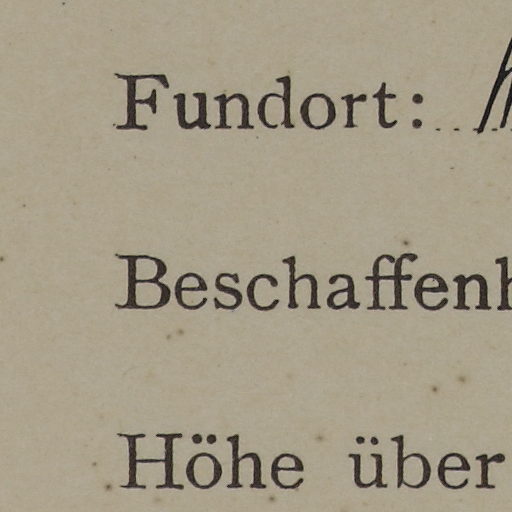 Fundort:
Beschaffenh
Höhe über